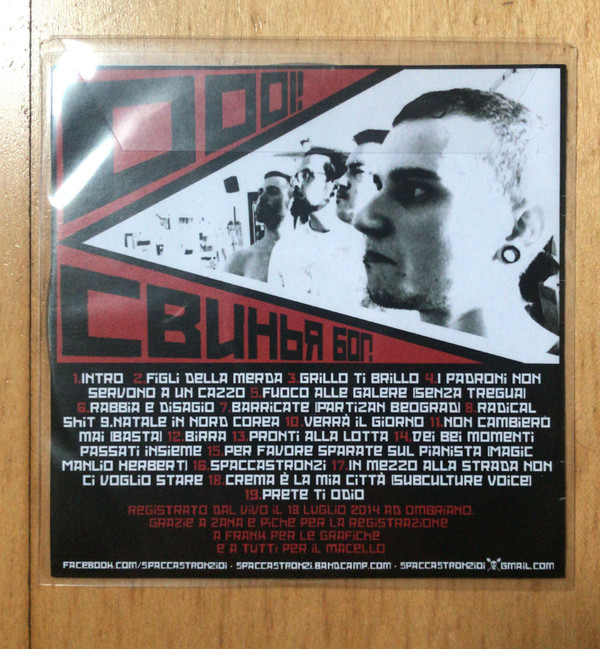 OOOI!
СВИНЬЯ БОГ!
1.INTRO 2.FIGLI DELLA MERDA 3.GRILLO TI BRILLO 4.I PADRONI NON
SERVONO A UN CAZZO 5.FUOCO ALLE GALERE (SENZA TREGUA)
6.RABBIA E DISAGIO 7.BARRICATE (PARTIZAN BEOGRAD) 8.RADICAL
SHIT 9.NATALE IN NORD COREA 10.VERRÀ IL GIORNO 11.NON CAMBIERÒ
MAI (BASTA) 12.BIRRA 13.PRONTI ALLA LOTTA 14.DEI BEI MOMENTI
PASSATI INSIEME 15.PER FAVORE SPARATE SUL PIANISTA (MAGIC
MANLIO HERBERT) 16.SPACCASTRONZI 17.IN MEZZO ALLA STRADA NON
CI VOGLIO STARE 18.CREMA È LA MIA CITTÀ (SUBCULTURE VOICE)
19.PRETE TI ODIO
REGISTRATO DAL VIVO IL 18 LUGLIO 2014 AD OMBRIANO.
GRAZIE A ZANA E PICHE PER LA REGISTRAZIONE
A FRANK PER LE GRAFICHE
E A TUTTI PER IL MACELLO
FACEBOOK.COM/SPACCASTRONZIOI - SPACCASTRONZI.BANDCAMP.COM - SPACCASTRONZIOI☠GMAIL.COM